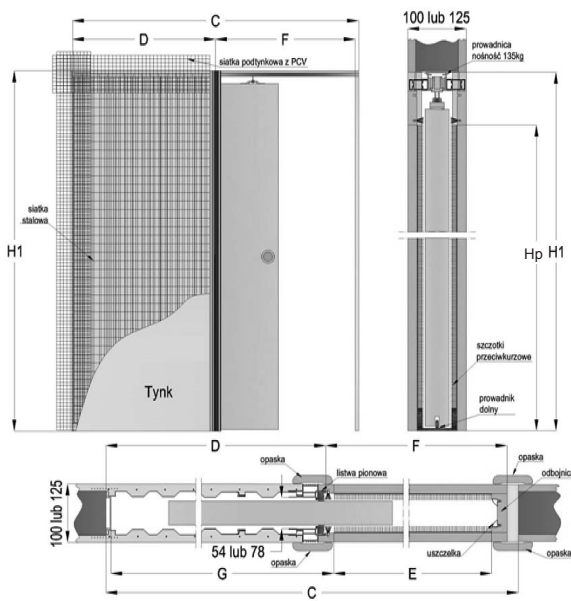 C
D
F
siatka podtynkowa z PCV
siatka
stalowa
H1
Tynk
100 lub 125
prowadnica
nośność 135kg
Hp
H1
szczotki
przeciwkurzowe
prowadnik
dolny
D
F
opaska
listwa pionowa
opaska
odbojnica
100 lub 125
54 lub 78
uszczelka
opaska
opaska
G
E
C